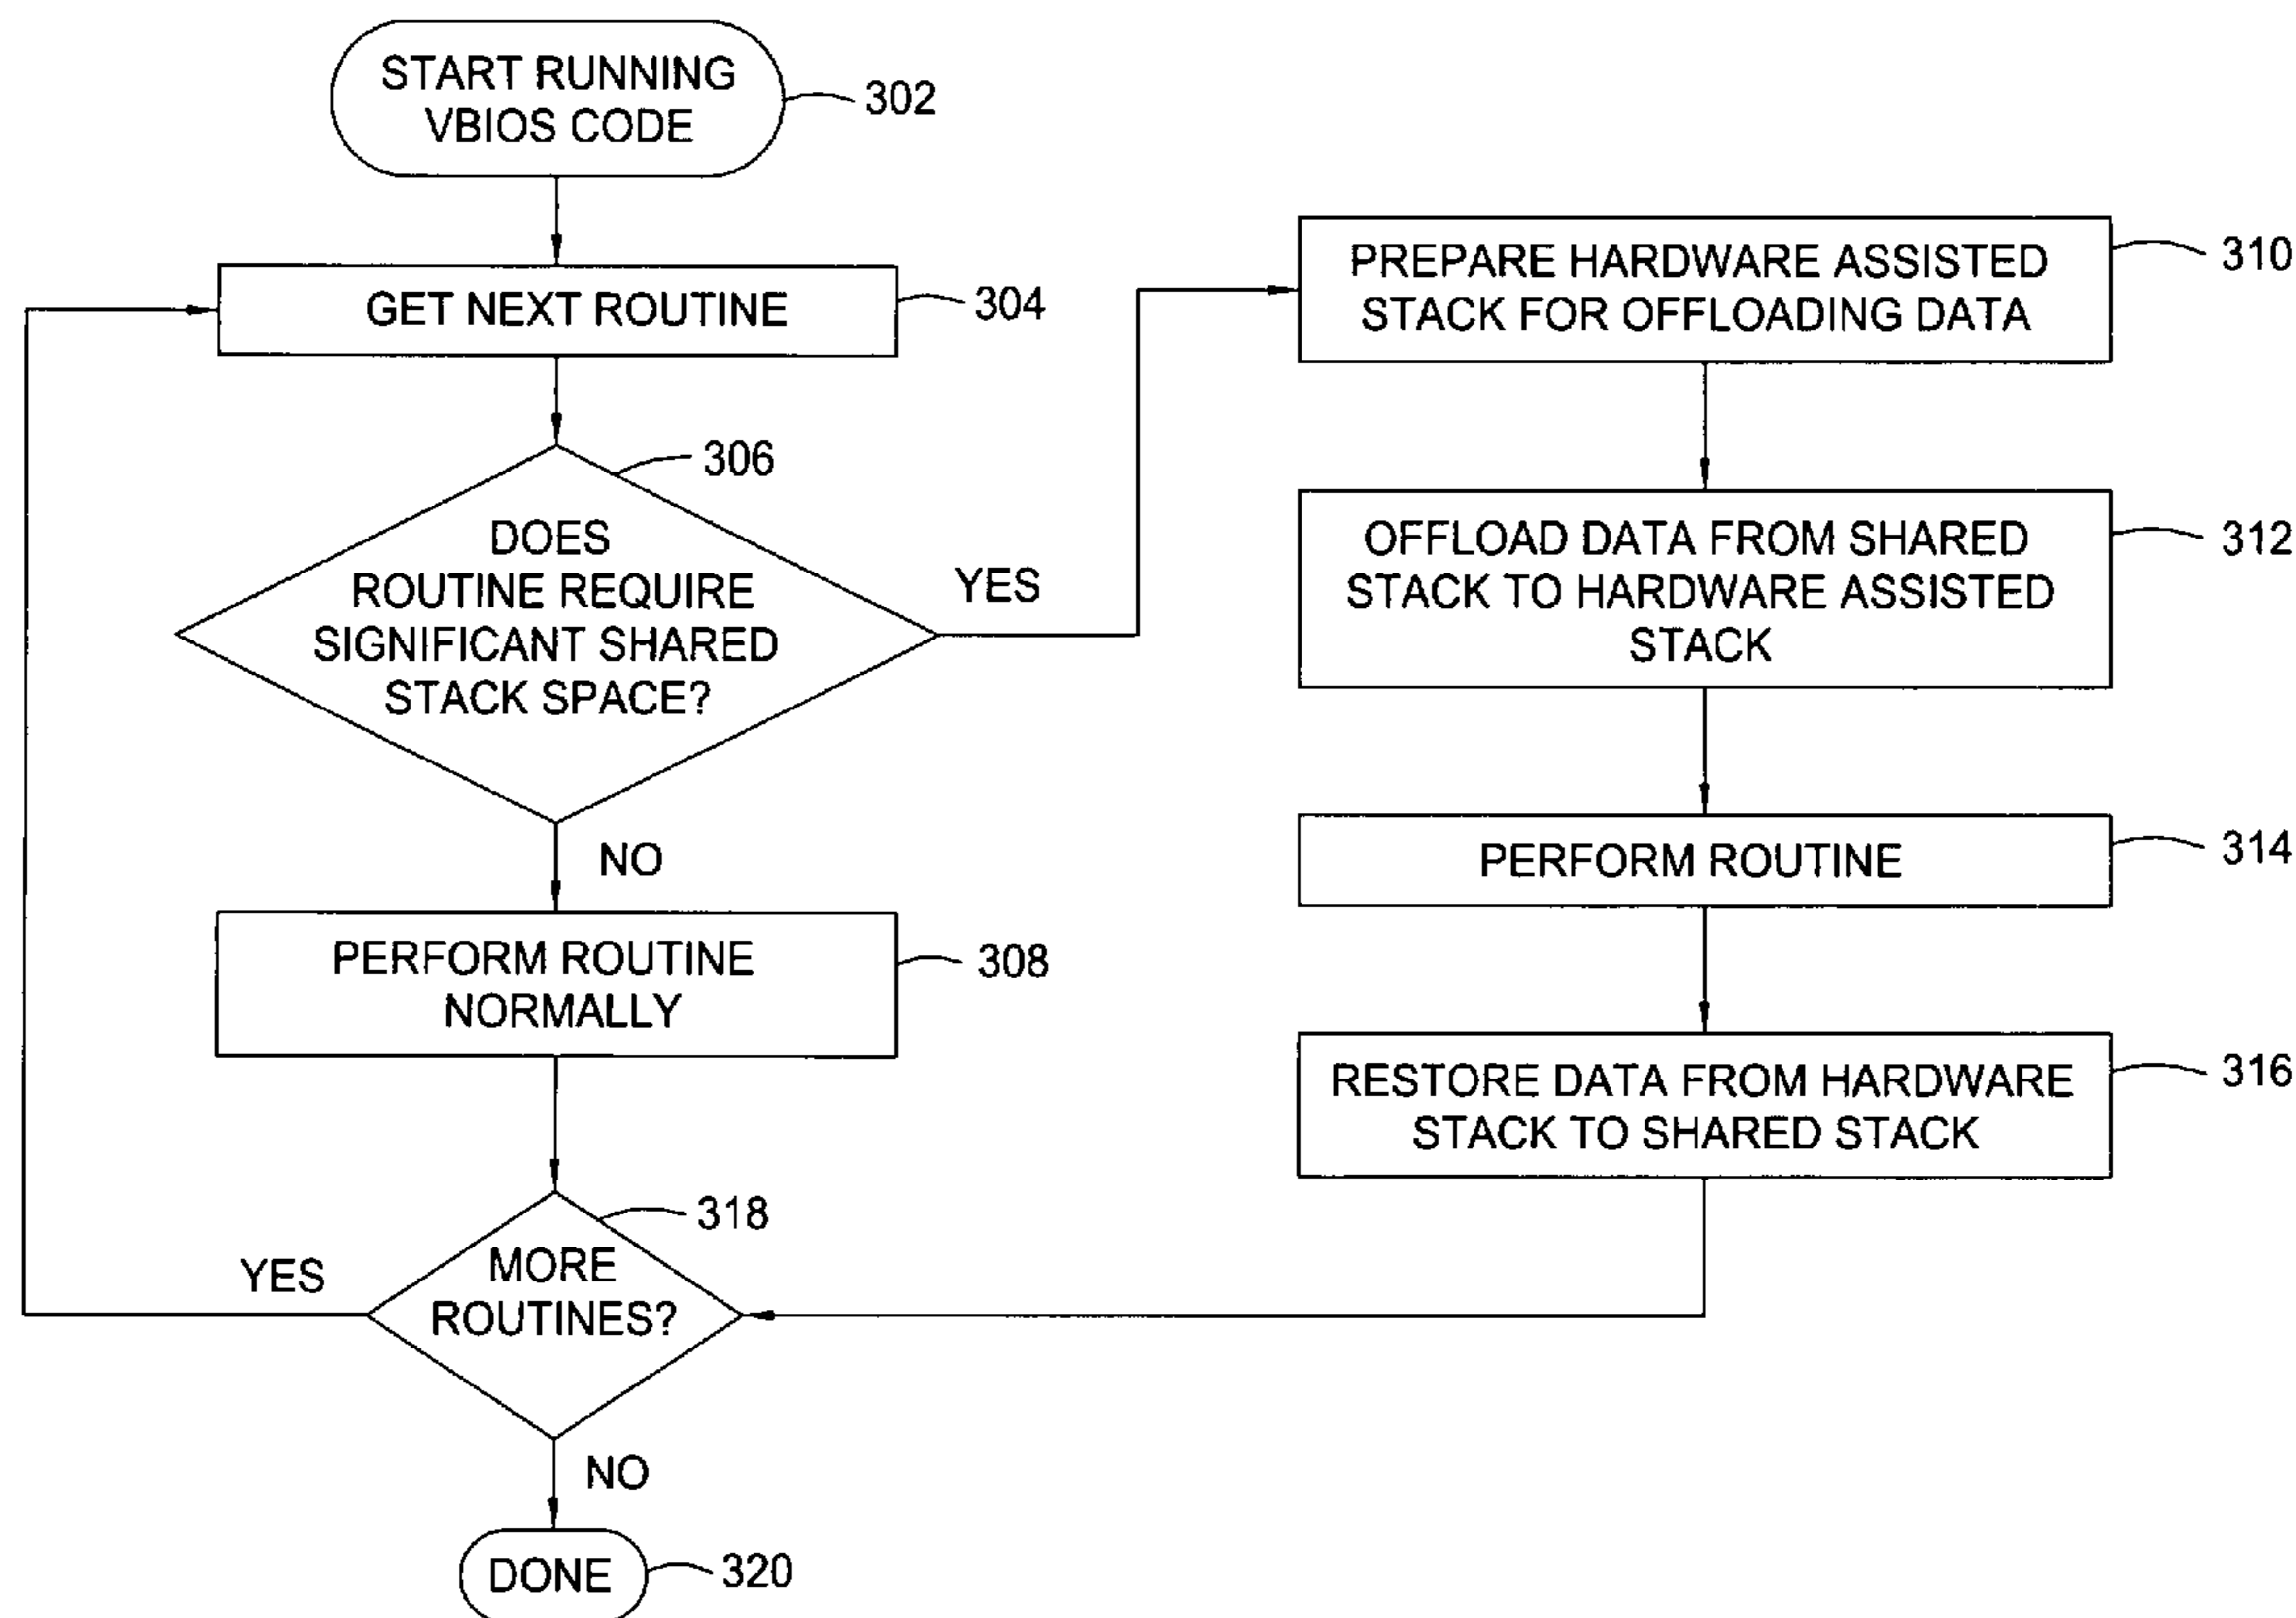 START RUNNING
VBIOS CODE
302
GET NEXT ROUTINE
304
306
DOES
ROUTINE REQUIRE
SIGNIFICANT SHARED
STACK SPACE?
YES
NO
PERFORM ROUTINE
NORMALLY
308
PREPARE HARDWARE ASSISTED
STACK FOR OFFLOADING DATA
310
OFFLOAD DATA FROM SHARED
STACK TO HARDWARE ASSISTED
STACK
312
PERFORM ROUTINE
314
RESTORE DATA FROM HARDWARE
STACK TO SHARED STACK
316
318
MORE
ROUTINES?
YES
NO
DONE
320